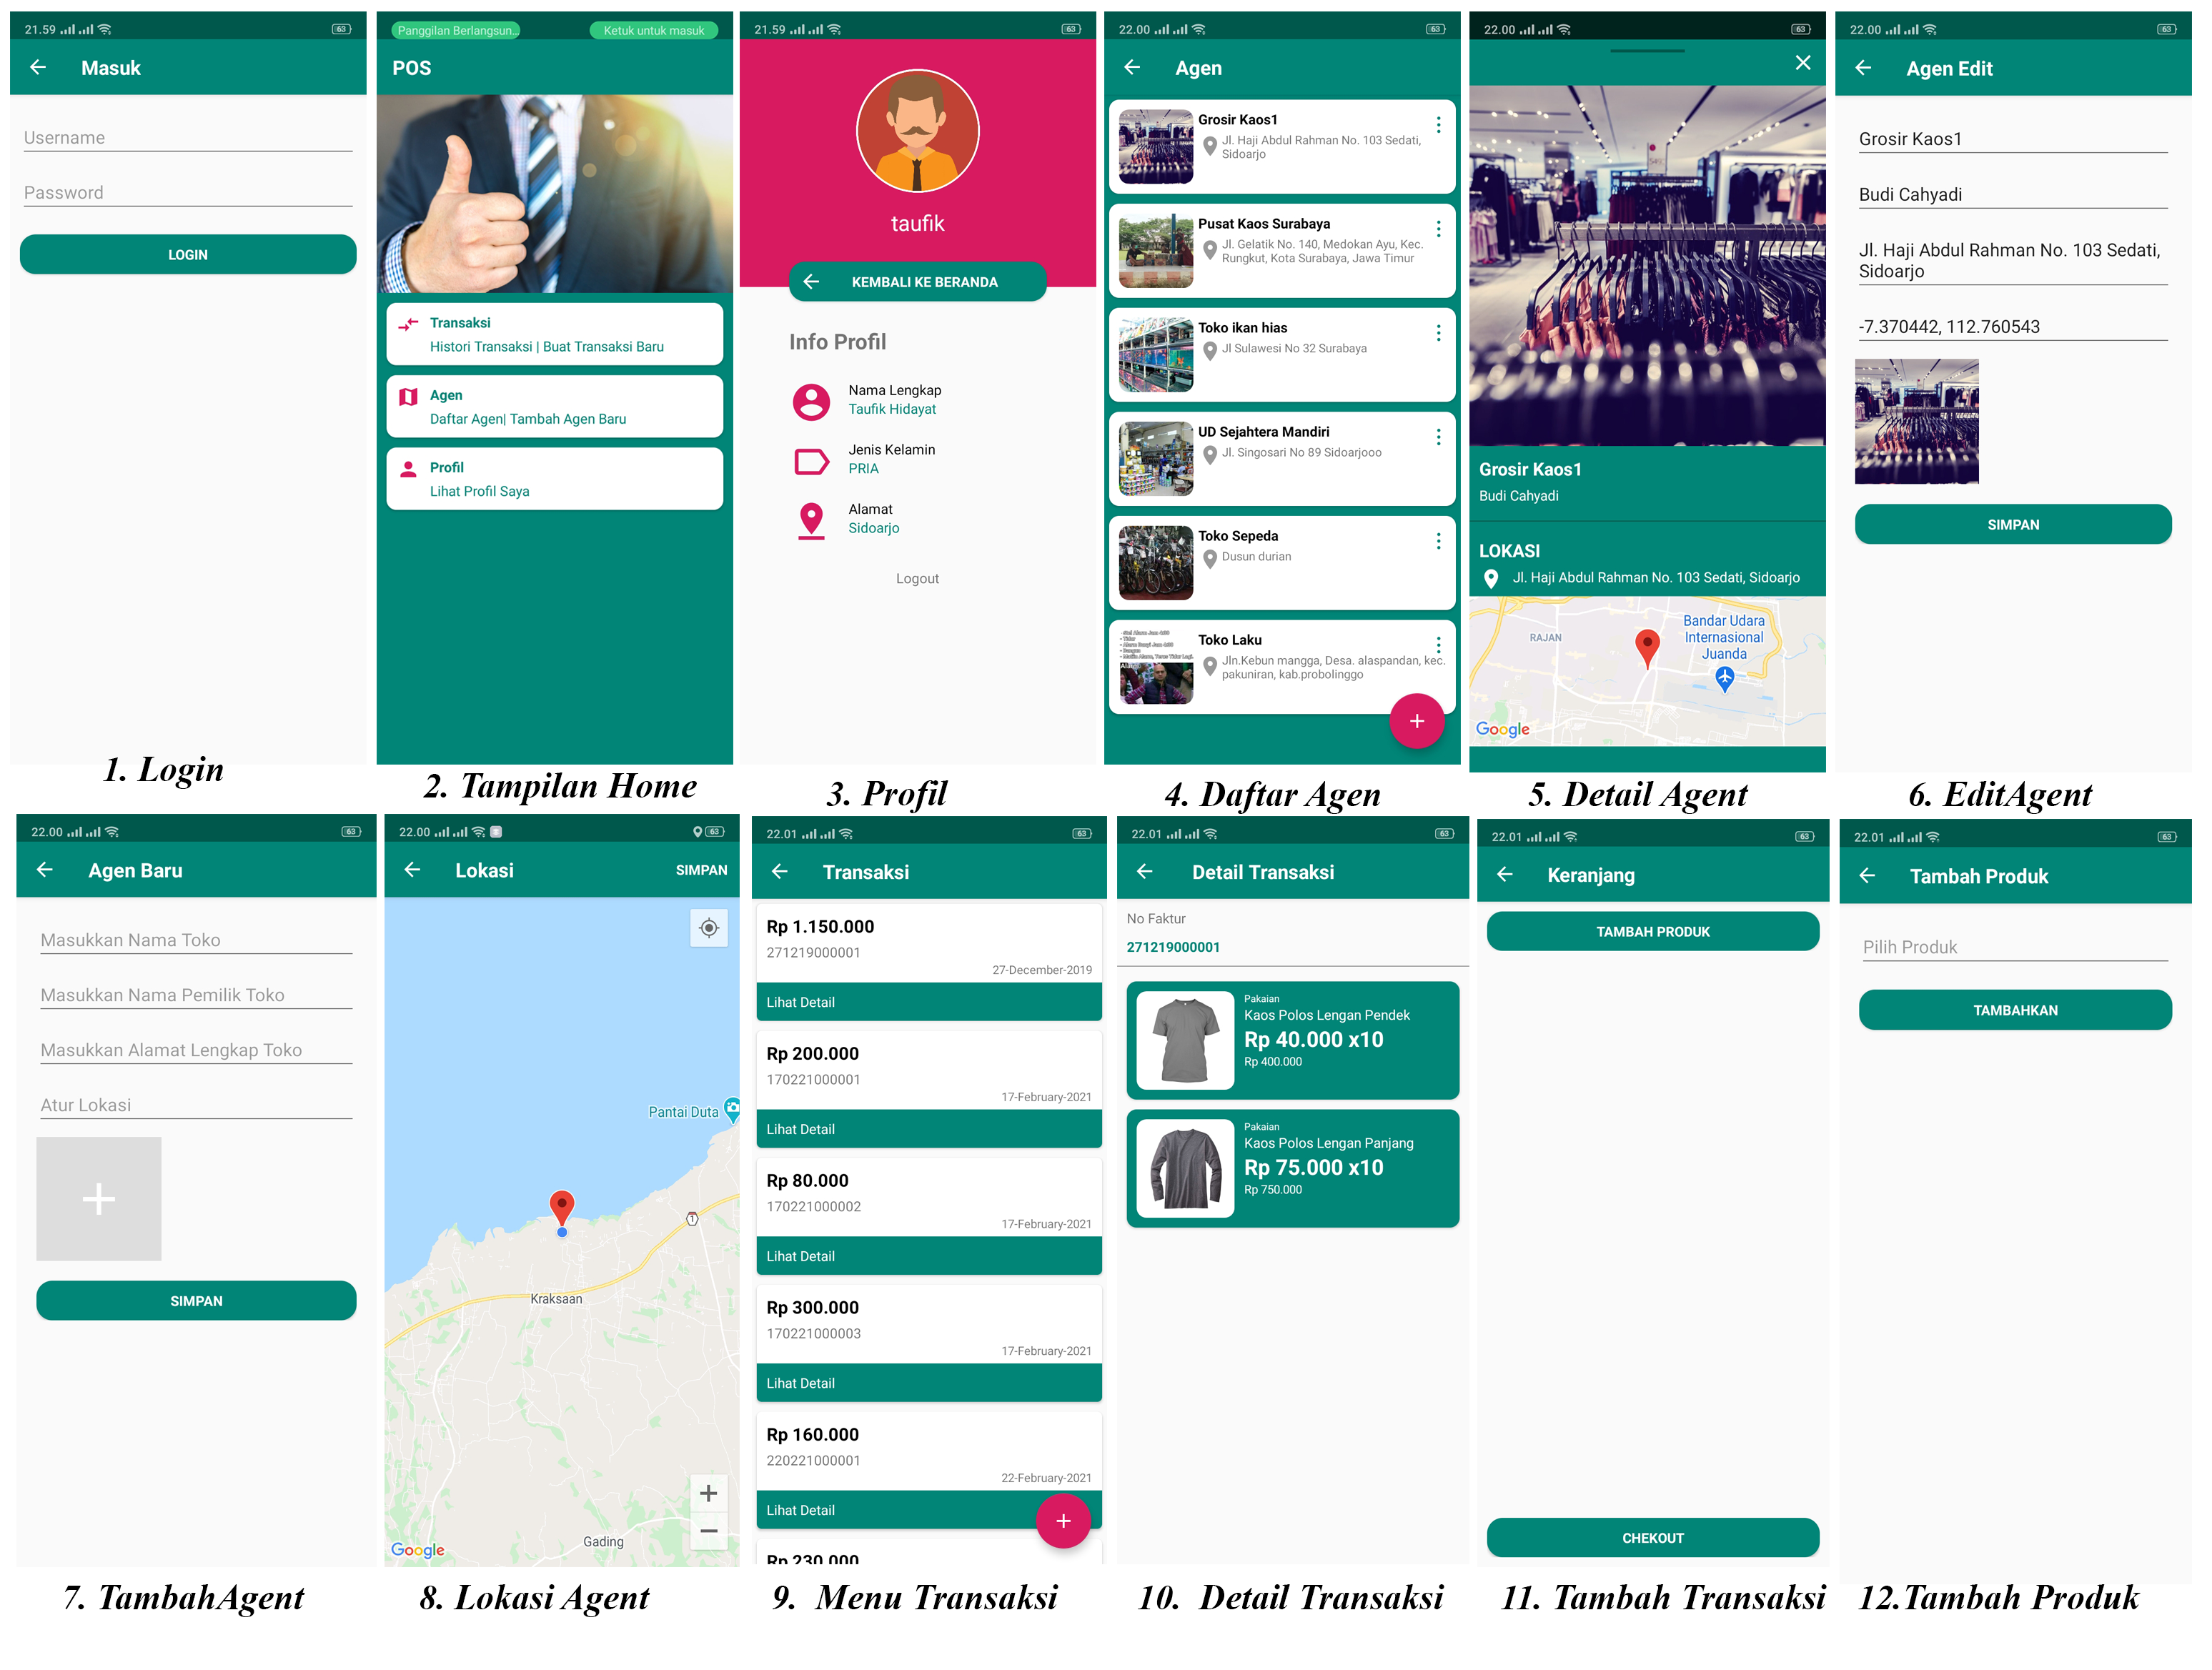 21.59
63
Masuk
Username
Password
LOGIN
1. Login
Panggilan Berlangsun...
Ketuk untuk masuk
POS
Transaksi
Histori Transaksi | Buat Transaksi Baru
Agen
Daftar Agen| Tambah Agen Baru
Profil
Lihat Profil Saya
2. Tampilan Home
21.59
63
taufik
KEMBALI KE BERANDA
Info Profil
Nama Lengkap
Taufik Hidayat
Jenis Kelamin
PRIA
Alamat
Sidoarjo
Logout
3. Profil
22.00
63
Agen
Grosir Kaos1
Jl. Haji Abdul Rahman No. 103 Sedati,
Sidoarjo
Pusat Kaos Surabaya
Jl. Gelatik No. 140, Medokan Ayu, Kec.
Rungkut, Kota Surabaya, Jawa Timur
Toko ikan hias
Jl Sulawesi No 32 Surabaya
UD Sejahtera Mandiri
Jl. Singosari No 89 Sidoarjooo
Toko Sepeda
Dusun durian
Toko Laku
Jln.Kebun mangga, Desa. alaspandan, kec.
pakuniran, kab.probolinggo
4. Daftar Agen
22.00
63
Grosir Kaos1
Budi Cahyadi
LOKASI
Jl. Haji Abdul Rahman No. 103 Sedati, Sidoarjo
RAJAN
Bandar Udara
Internasional
Juanda
Google
5. Detail Agent
22.00
63
Agen Edit
Grosir Kaos1
Budi Cahyadi
Jl. Haji Abdul Rahman No. 103 Sedati,
Sidoarjo
-7.370442, 112.760543
SIMPAN
6. EditAgent
22.00
63
Agen Baru
Masukkan Nama Toko
Masukkan Nama Pemilik Toko
Masukkan Alamat Lengkap Toko
Atur Lokasi
SIMPAN
7. TambahAgent
22.00
63
Lokasi
SIMPAN
Pantai Duta
1
Kraksaan
Gading
Google
8. Lokasi Agent
22.01
63
Transaksi
Rp 1.150.000
271219000001
27-December-2019
Lihat Detail
Rp 200.000
170221000001
17-February-2021
Lihat Detail
Rp 80.000
170221000002
17-February-2021
Lihat Detail
Rp 300.000
170221000003
17-February-2021
Lihat Detail
Rp 160.000
220221000001
22-February-2021
Lihat Detail
Rp 230.000
9. Menu Transaksi
22.01
63
Detail Transaksi
No Faktur
271219000001
Pakaian
Kaos Polos Lengan Pendek
Rp 40.000 x10
Rp 400.000
Pakaian
Kaos Polos Lengan Panjang
Rp 75.000 x10
Rp 750.000
10. Detail Transaksi
22.01
63
Keranjang
TAMBAH PRODUK
CHEKOUT
11. Tambah Transaksi
22.01
63
Tambah Produk
Pilih Produk
TAMBAHKAN
12.Tambah Produk